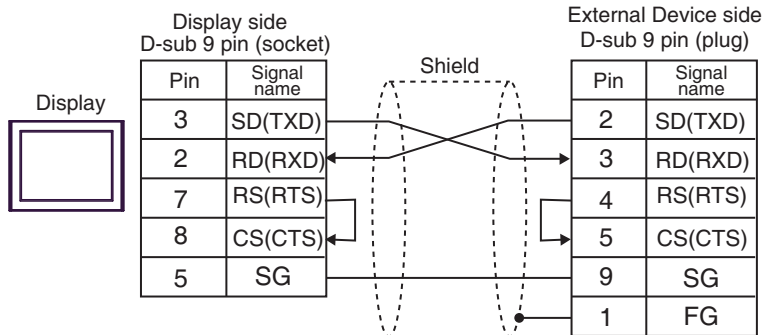 Display side
D-sub 9 pin (socket)
External Device side
D-sub 9 pin (plug)
Display
Shield
Pin Signal name
3 SD(TXD)
2 RD(RXD)
7 RS(RTS)
8 CS(CTS)
5 SG
Pin Signal name
2 SD(TXD)
3 RD(RXD)
4 RS(RTS)
5 CS(CTS)
9 SG
1 FG